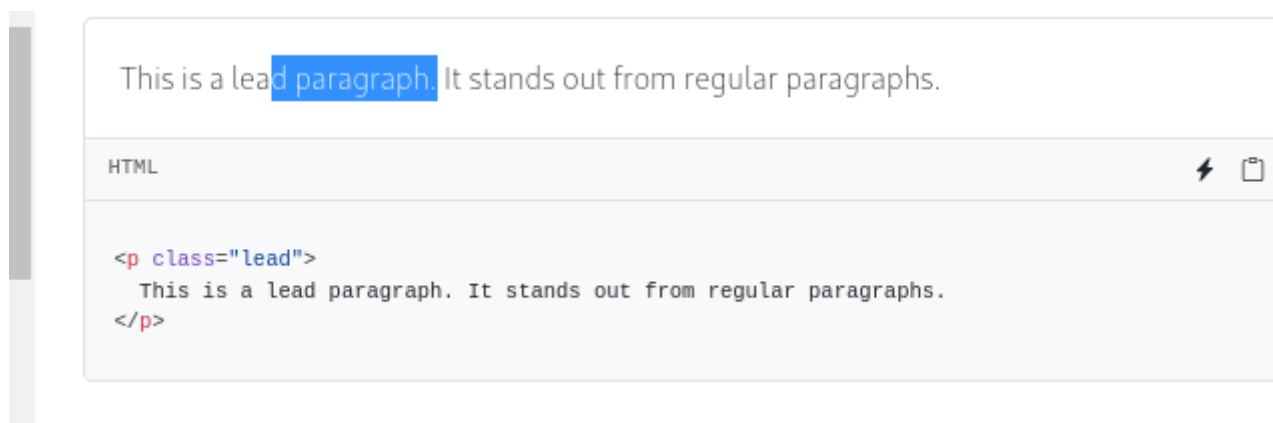 This is a lead paragraph. It stands out from regular paragraphs.
HTML
<p class="lead">
This is a lead paragraph. It stands out from regular paragraphs.
</p>